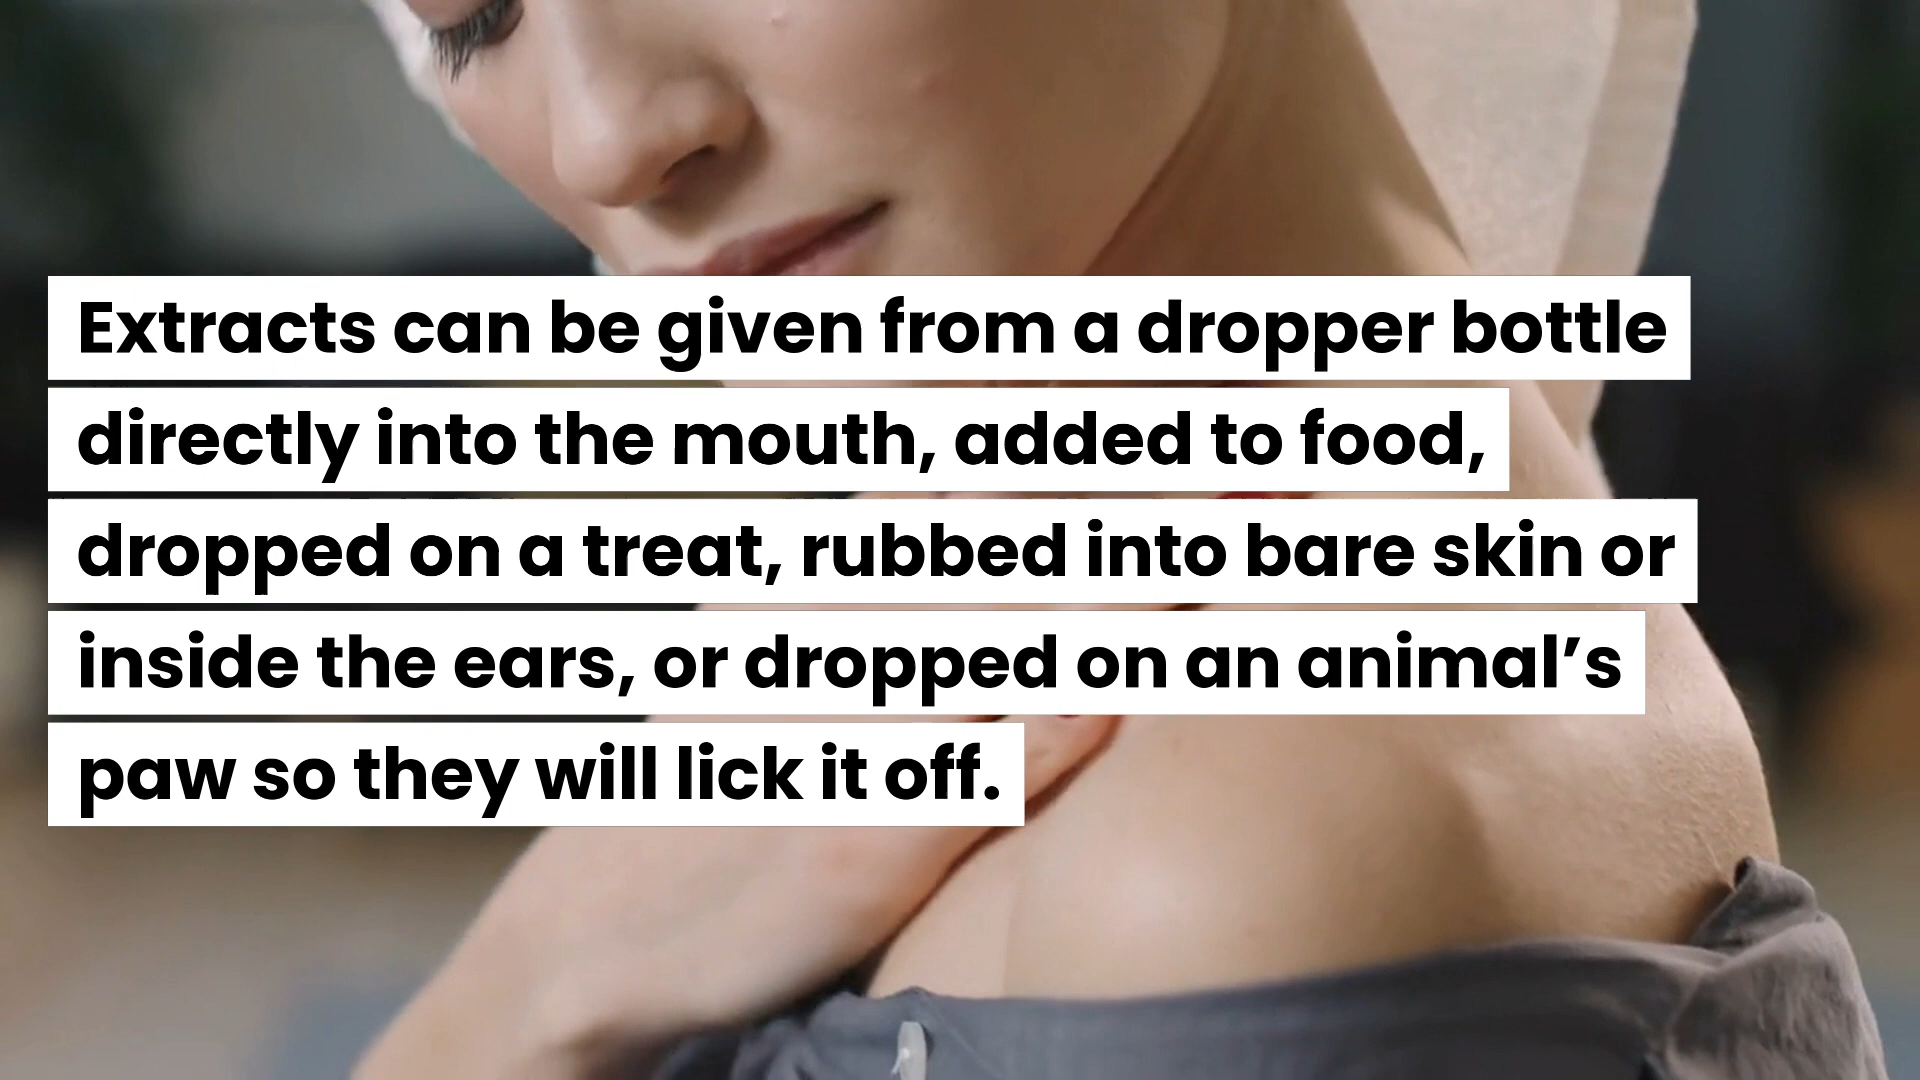 Extracts can be given from a dropper bottle
directly into the mouth, added to food,
dropped on a treat, rubbed into bare skin or
inside the ears, or dropped on an animal’s
paw so they will lick it off.